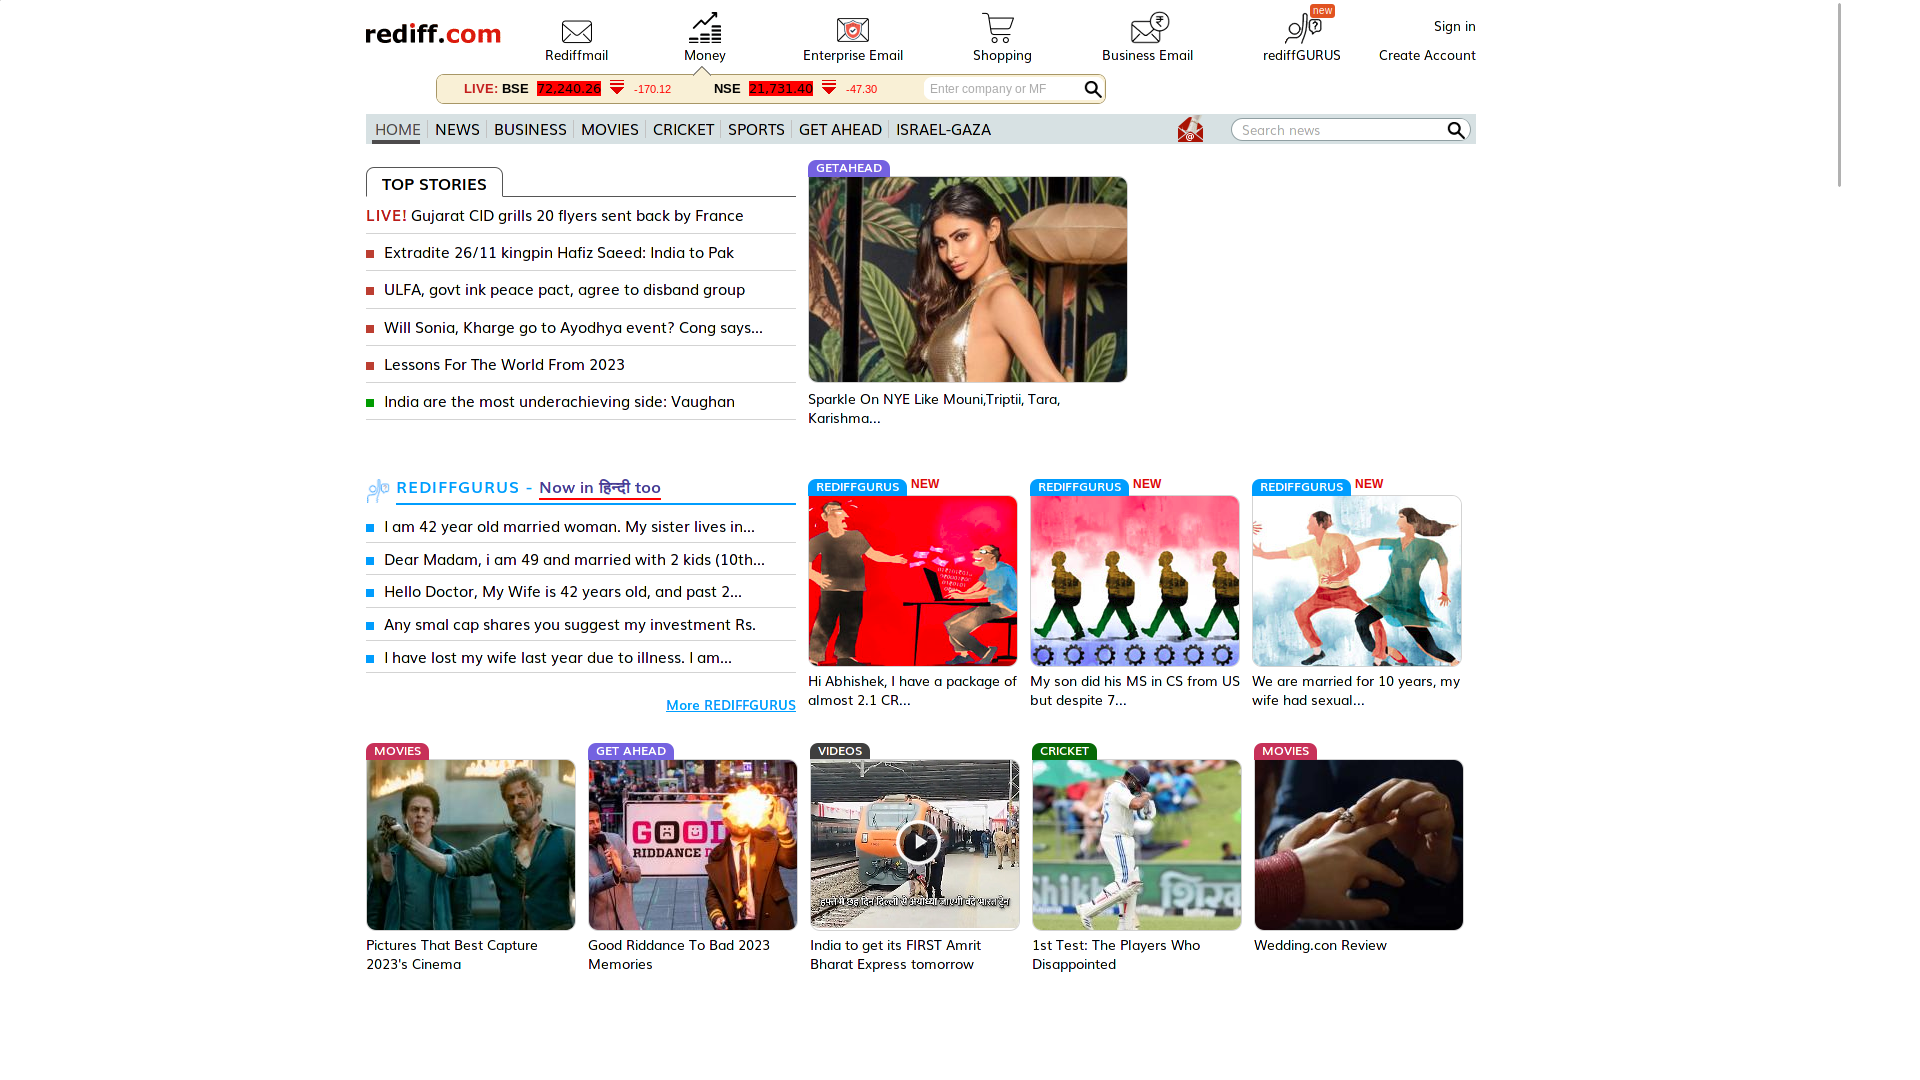 rediff.com
Rediffmail
Money
Enterprise Email
Shopping
Business Email
new
rediffGURUS
Sign in
Create Account
LIVE: BSE 72,240.26 -170.12 NSE 21,731.40 -47.30
Enter company or MF
HOME NEWS BUSINESS MOVIES CRICKET SPORTS GET AHEAD ISRAEL-GAZA
Search news
TOP STORIES
LIVE! Gujarat CID grills 20 flyers sent back by France
Extradite 26/11 kingpin Hafiz Saeed: India to Pak
ULFA, govt ink peace pact, agree to disband group
Will Sonia, Kharge go to Ayodhya event? Cong says...
Lessons For The World From 2023
India are the most underachieving side: Vaughan
GETAHEAD
Sparkle On NYE Like Mouni,Triptii, Tara,
Karishma...
REDIFFGURUS - Now in हिन्दी too
I am 42 year old married woman. My sister lives in...
Dear Madam, i am 49 and married with 2 kids (10th...
Hello Doctor, My Wife is 42 years old, and past 2...
Any smal cap shares you suggest my investment Rs.
I have lost my wife last year due to illness. I am...
More REDIFFGURUS
REDIFFGURUS NEW
Hi Abhishek, I have a package of
almost 2.1 CR...
REDIFFGURUS NEW
My son did his MS in CS from US
but despite 7...
REDIFFGURUS NEW
We are married for 10 years, my
wife had sexual...
MOVIES
Pictures That Best Capture
2023's Cinema
GET AHEAD
GOOD
RIDDANCE
Good Riddance To Bad 2023
Memories
VIDEOS
हफ्ते में छह दिन दिल्ली से अयोध्या जाएगी वंदे भारत ट्रेन
India to get its FIRST Amrit
Bharat Express tomorrow
CRICKET
Shikh
शिख
1st Test: The Players Who
Disappointed
MOVIES
Wedding.con Review